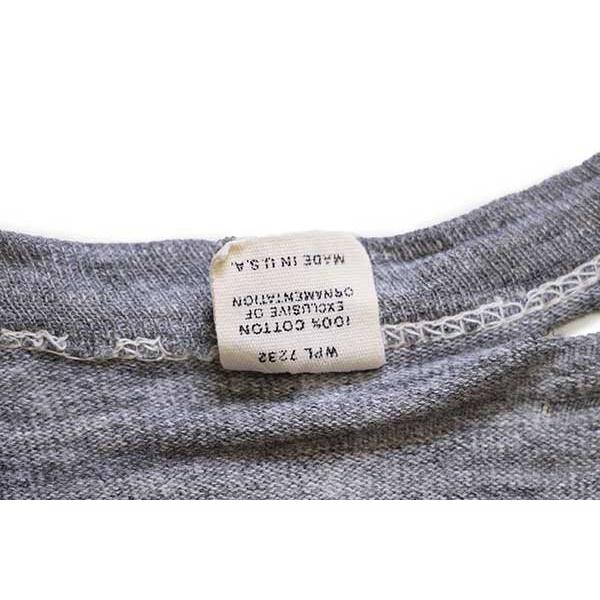 WPL 7232
100% COTTON
EXCLUSIVE OF
ORNAMENTATION
MADE IN U.S.A.